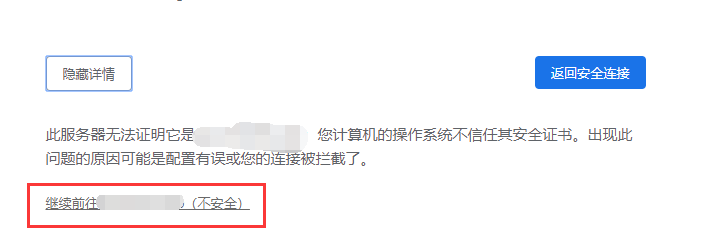 隐藏详情
返回安全连接
此服务器无法证明它是 您计算机的操作系统不信任其安全证书。出现此
问题的原因可能是配置有误或您的连接被拦截了。
继续前往（不安全）